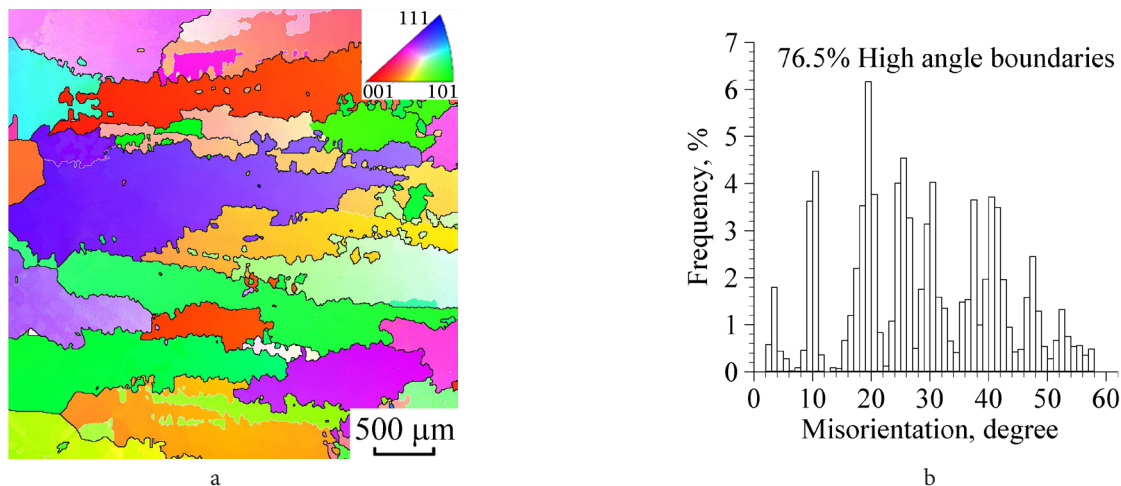 111
001 101
500 μm
a
76.5% High angle boundaries
Frequency, %
7
6
5
4
3
2
1
0
0 10 20 30 40 50 60
Misorientation, degree
b